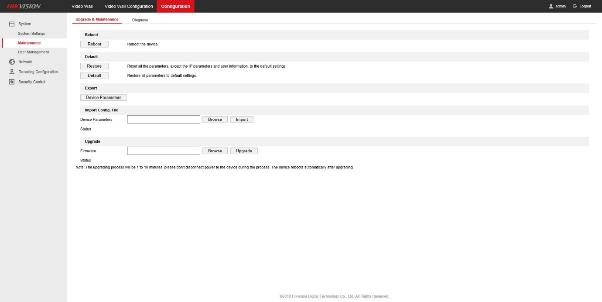 HIKVISION
Video Wall
Video Wall Configuration
Configuration
admin
Logout
System
System Settings
Maintenance
User Management
Network
Decoding Configuration
Security Control
Upgrade & Maintenance
Diagnose
Reboot
Reboot
Reboot the device.
Default
Restore
Reset all the parameters, except the IP parameters and user information, to the default settings.
Default
Restore all parameters to default settings.
Export
Device Parameters
Import Config. File
Device Parameters
Browse
Import
Status
Upgrade
Firmware
Browse
Upgrade
Status
Note: The upgrading process will be 1 to 10 minutes, please don't disconnect power to the device during the process. The device reboots automatically after upgrading.
Hikvision Digital Technology Co., Ltd. All Rights Reserved.